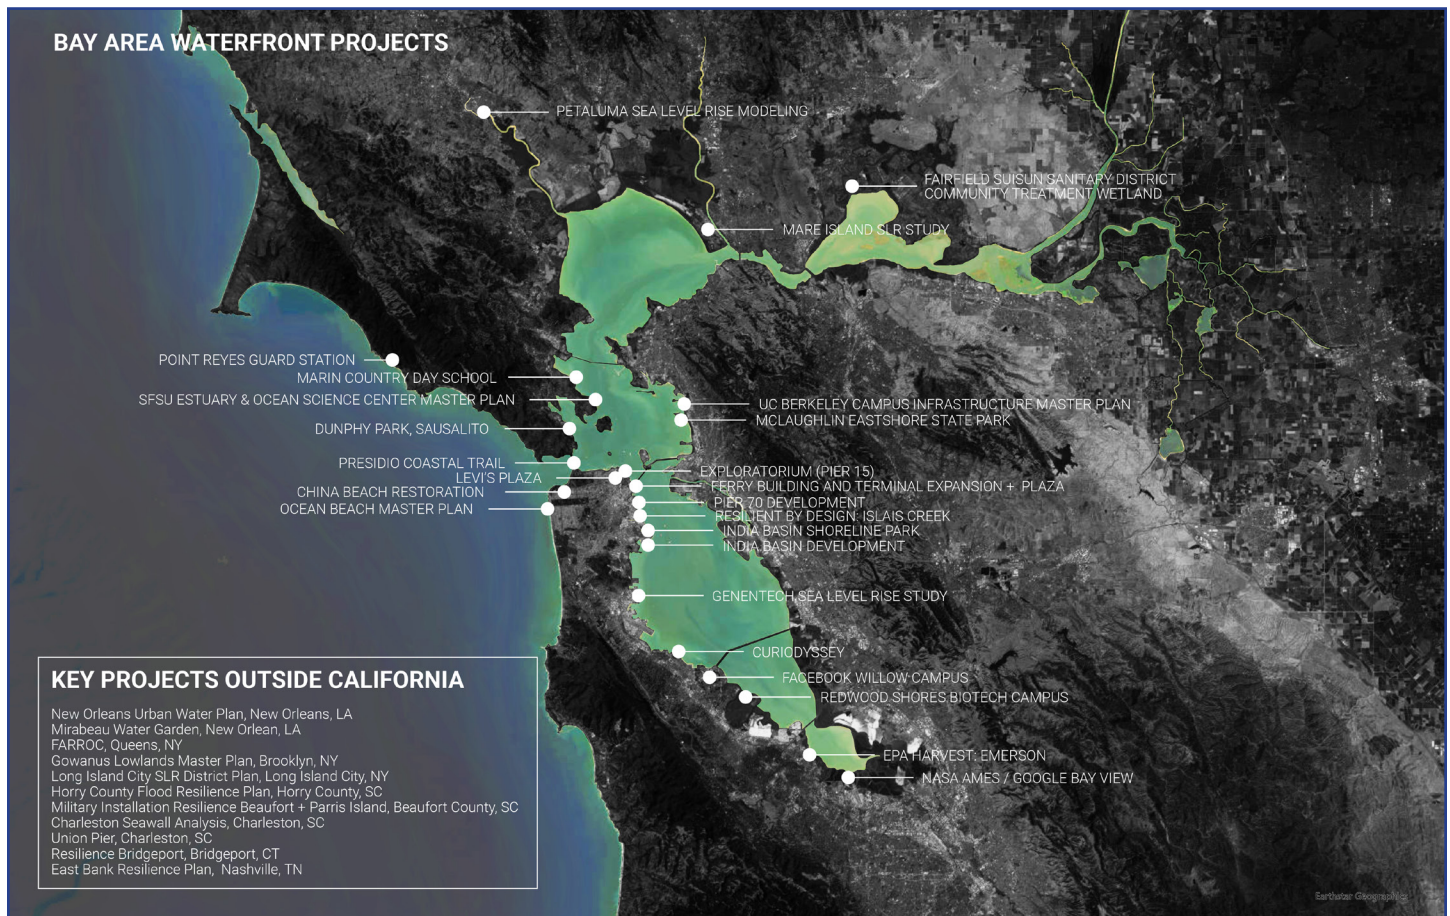 BAY AREA WATERFRONT PROJECTS
PETALUMA SEA LEVEL RISE MODELING
FAIRFIELD SUISUN SANITARY DISTRICT
COMMUNITY TREATMENT WETLAND
MARE ISLAND SLR STUDY
POINT REYES GUARD STATION
MARIN COUNTRY DAY SCHOOL
SFSU ESTUARY & OCEAN SCIENCE CENTER MASTER PLAN
DUNPHY PARK, SAUSALITO
PRESIDIO COASTAL TRAIL
LEVI'S PLAZA
CHINA BEACH RESTORATION
OCEAN BEACH MASTER PLAN
UC BERKELEY CAMPUS INFRASTRUCTURE MASTER PLAN
MCLAUGHLIN EASTSHORE STATE PARK
EXPLORATORIUM (PIER 15)
FERRY BUILDING AND TERMINAL EXPANSION + PLAZA
PIER 70 DEVELOPMENT
RESILIENT BY DESIGN: ISLAIS CREEK
INDIA BASIN SHORELINE PARK
INDIA BASIN DEVELOPMENT
GENENTECH SEA LEVEL RISE STUDY
CURIODYSSEY
FACEBOOK WILLOW CAMPUS
REDWOOD SHORES BIOTECH CAMPUS
EPA HARVEST: EMERSON
NASA AMES / GOOGLE BAY VIEW
KEY PROJECTS OUTSIDE CALIFORNIA
New Orleans Urban Water Plan, New Orleans, LA
Mirabeau Water Garden, New Orlean, LA
FARROC, Queens, NY
Gowanus Lowlands Master Plan, Brooklyn, NY
Long Island City SLR District Plan, Long Island City, NY
Horry County Flood Resilience Plan, Horry County, SC
Military Installation Resilience Beaufort + Parris Island, Beaufort County, SC
Charleston Seawall Analysis, Charleston, SC
Union Pier, Charleston, SC
Resilience Bridgeport, Bridgeport, CT
East Bank Resilience Plan, Nashville, TN
Earthstar Geographics